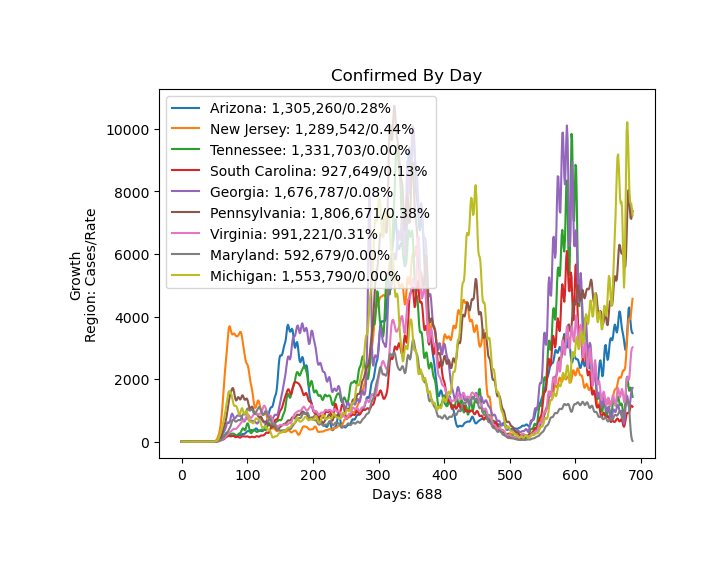 Confirmed By Day
Growth
Region: Cases/Rate
10000
8000
6000
4000
2000
0
Arizona: 1,305,260/0.28%
New Jersey: 1,289,542/0.44%
Tennessee: 1,331,703/0.00%
South Carolina: 927,649/0.13%
Georgia: 1,676,787/0.08%
Pennsylvania: 1,806,671/0.38%
Virginia: 991,221/0.31%
Maryland: 592,679/0.00%
Michigan: 1,553,790/0.00%
0 100 200 300 400 500 600 700
Days: 688